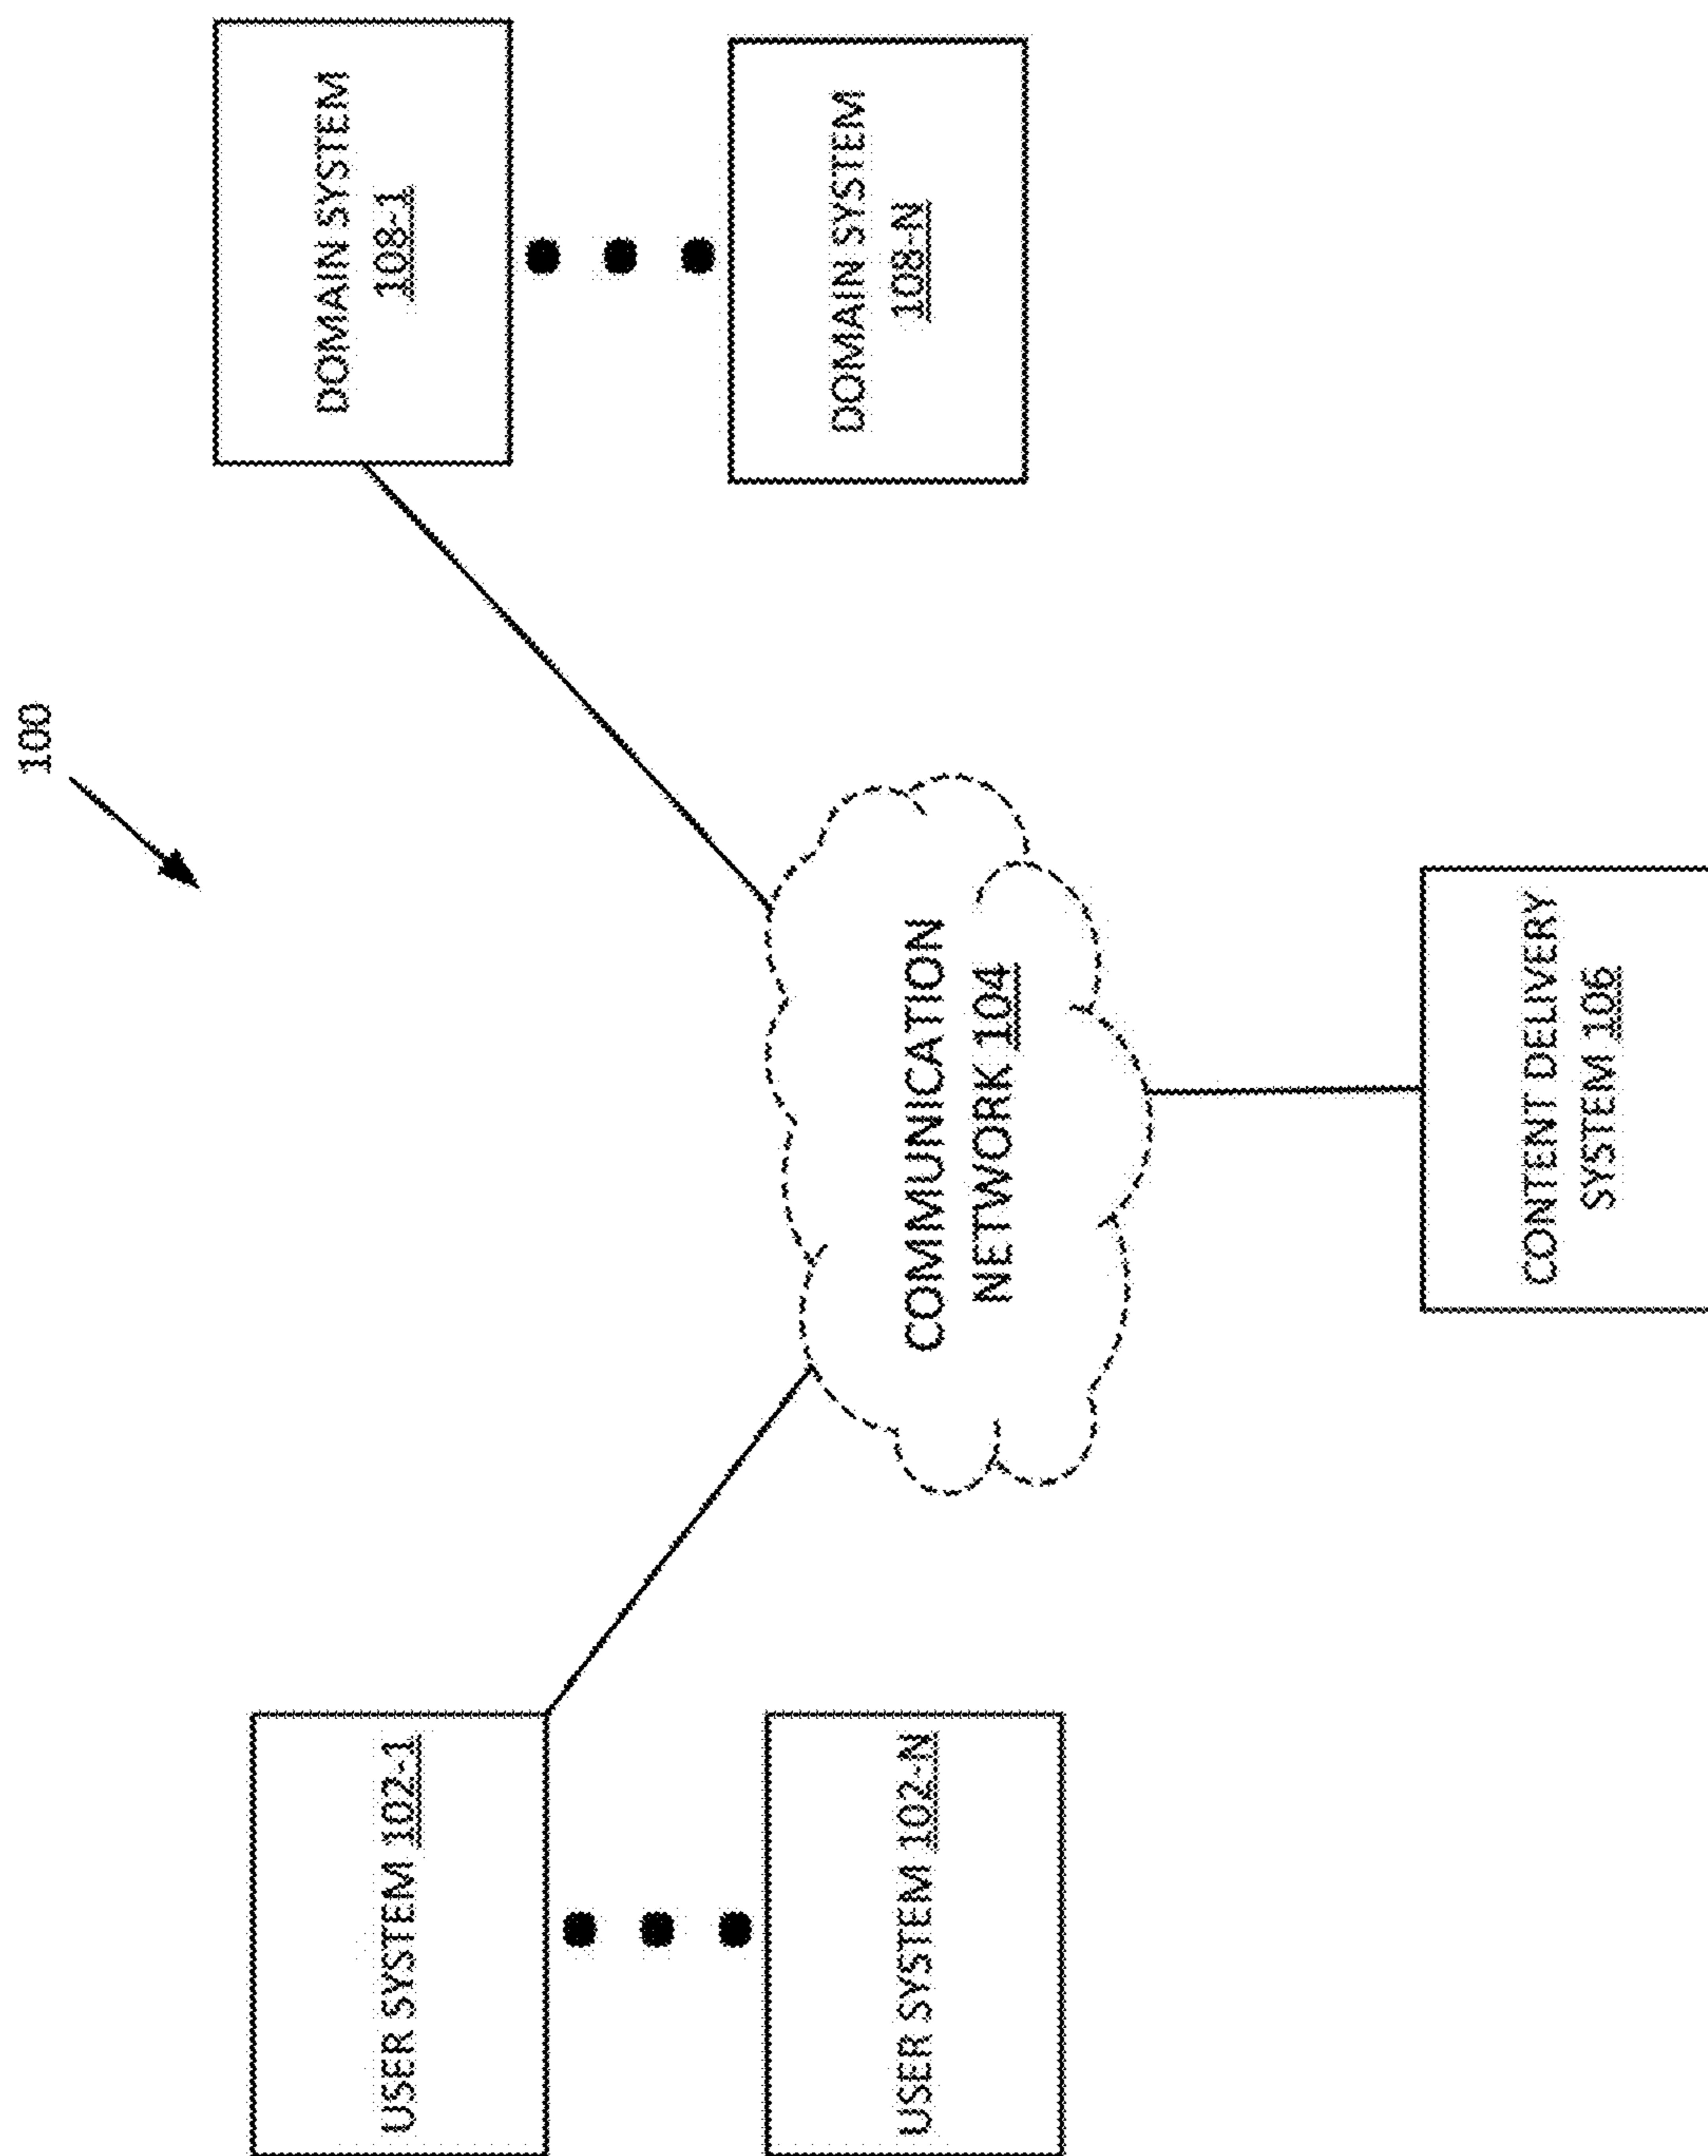 100
USER SYSTEM 102-1
USER SYSTEM 102-N
COMMUNICATION
NETWORK 104
DOMAIN SYSTEM
108-1
DOMAIN SYSTEM
108-N
CONTENT DELIVERY
SYSTEM 106